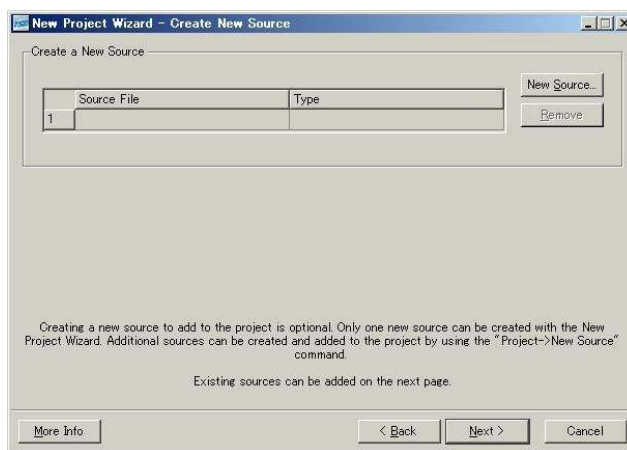 New Project Wizard - Create New Source
Create a New Source
Source File Type
1
New Source...
Remove
Creating a new source to add to the project is optional. Only one new source can be created with the New
Project Wizard. Additional sources can be created and added to the project by using the "Project->New Source"
command.
Existing sources can be added on the next page.
More Info
< Back
Next >
Cancel